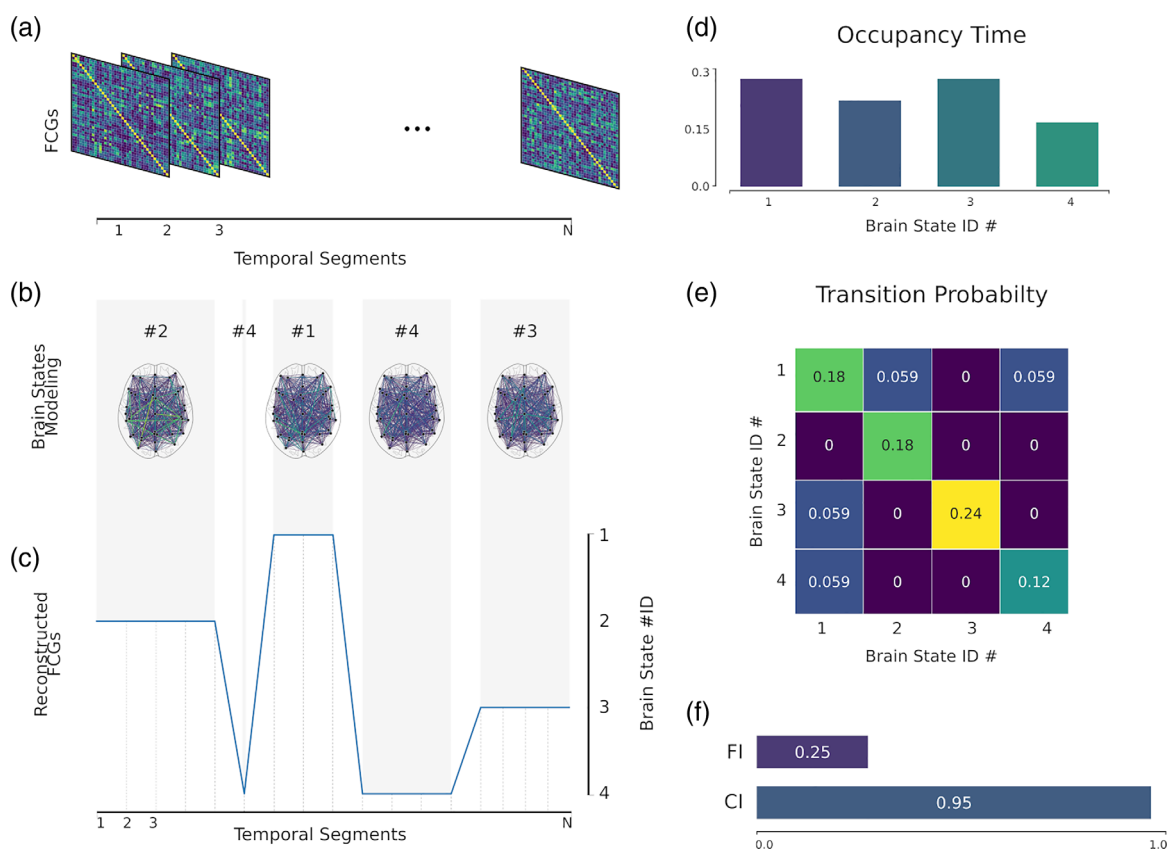 (a)
FCGs
...
1 2 3 N
Temporal Segments
(b)
Brain States
Modeling
#2 #4 #1 #4 #3
(c)
Reconstructed
FCGs
1
2
3
4
Brain State #ID
1 2 3 N
Temporal Segments
(d)
Occupancy Time
0.3
0.15
0.0
1 2 3 4
Brain State ID #
(e)
Transition Probabilty
Brain State ID #
1 0.18 0.059 0 0.059
2 0 0.18 0 0
3 0.059 0 0.24 0
4 0.059 0 0 0.12
1 2 3 4
Brain State ID #
(f)
FI 0.25
CI 0.95
0.0 1.0